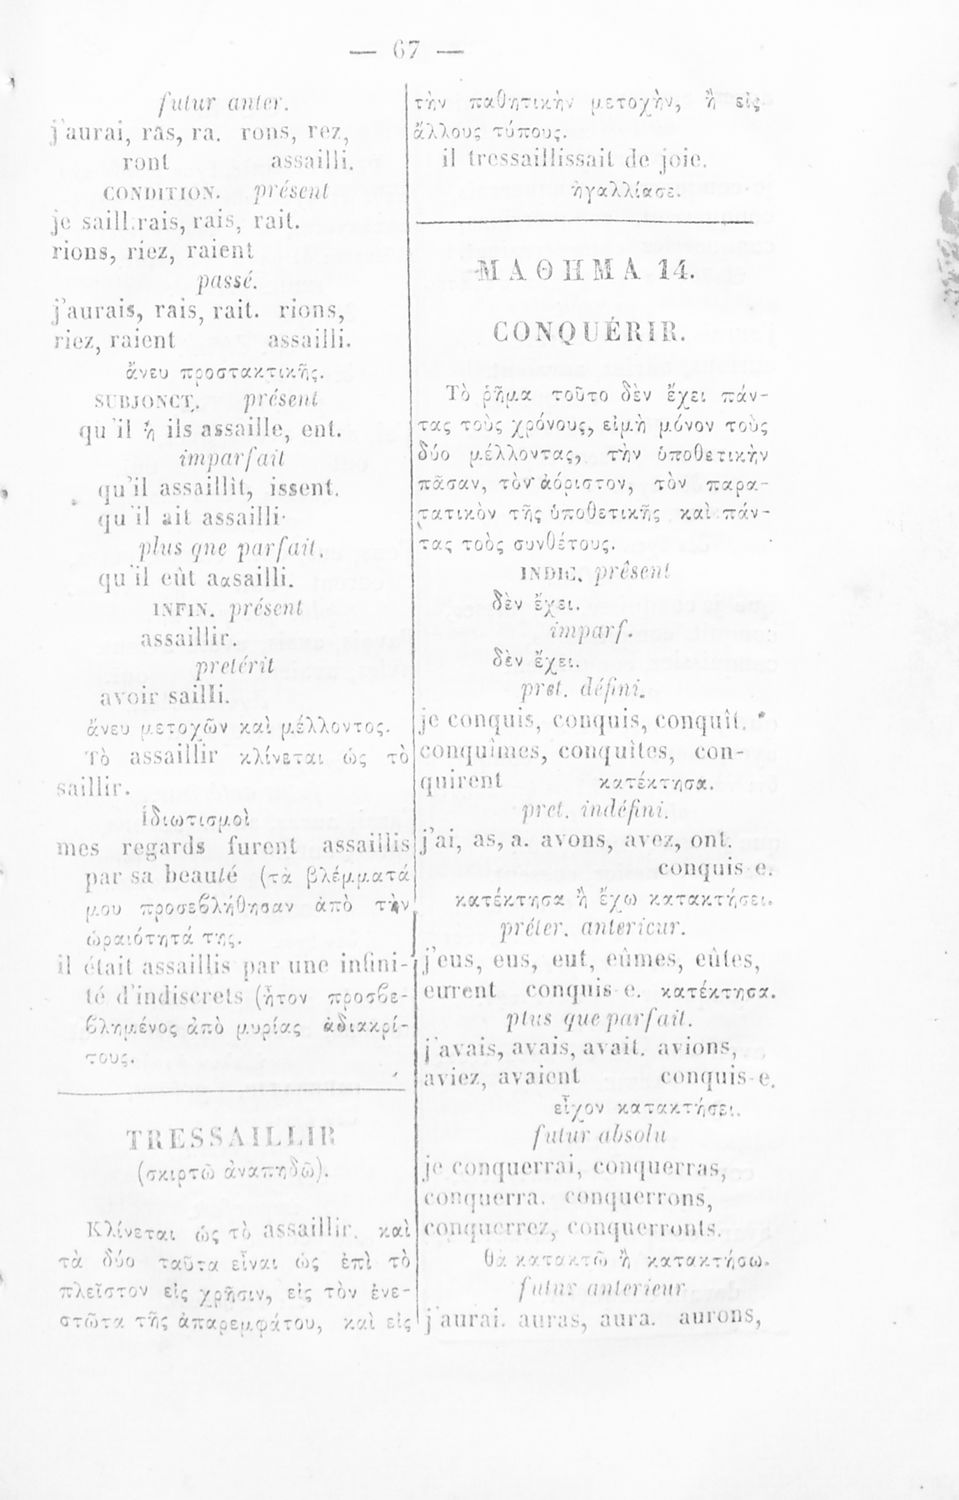 — 67 —
futur anter.
j'aurai, ras, ra. rons, rez,
ront assailli.
CONDITION. présent
je saillirais, rais, rait.
rions, riez, raient
passé.
j'aurais, rais, rait. rions,
riez, raient assailli.
ἄνευ προστακτικῆς.
SUBJONCT. présent
qu'il ἢ ils assaille, ent.
imparfait
qu'il assaillît, issent.
qu'il ait assailli.
plus qne parfait.
qu'il eût aαsailli.
INFIN. présent
assaillir.
pretérit
avoir sailli.
ἄνευ μετοχῶν καὶ μέλλοντος.
Τὸ assaillir κλίνεται ὡς τὸ
saillir.
ἰδιωτισμοὶ
mes regards furent assaillis
par sa beauté (τὰ βλέμματά
μου προσεβλήθησαν ἀπὸ τὴν
ὡραιότητά της.
il était assaillis par une infini-
té d'indiscrets (ἦτον προσβε-
βλημένος ἀπὸ μυρίας ἀδιακρί-
τους.
TRESSAILLIR
(σκιρτῶ ἀναπηδῶ).
Κλίνεται ὡς τὸ assaillir. καὶ
τὰ δύο ταῦτα εἶναι ὡς ἐπὶ τὸ
πλεῖστον εἰς χρῆσιν, εἰς τὸν ἐνε-
στῶτα τῆς ἀπαρεμφάτου, καὶ εἰς
τὴν παθητικὴν μετοχὴν, ἢ εἰς
ἄλλους τύπους.
il tressaillissait de joie.
ἠγαλλίασε.
ΜΑΘΗΜΑ 14.
CONQUÉRIR.
Τὸ ῥῆμα τοῦτο δὲν ἔχει πάν-
τας τοὺς χρόνους, εἰμὴ μόνον τοὺς
δύο μέλλοντας, τὴν ὑποθετικὴν
πᾶσαν, τὸν ἀόριστον, τὸν παρα-
τατικὸν τῆς ὑποθετικῆς καὶ πάν-
τας τοὺς συνθέτους.
INDIC. présent
δὲν ἔχει.
imparf.
δὲν ἔχει.
pret. défini.
je conquis, conquis, conquît.
conquîmes, conquîtes, con-
quirent κατέκτησα.
pret. indéfini.
j'ai, as, a. avons, avez, ont.
conquis-e.
κατέκτησα ἢ ἔχω κατακτήσει.
préter. anterieur.
j'eus, eus, eut, eûmes, eûtes,
eurent conquis-e. κατέκτησα.
plus que parfait.
j'avais, avais, avait. avions,
aviez, avaient conquis-e.
εἶχον κατακτήσει.
futur absolu
je conquerrai, conquerras,
conquerra. conquerrons,
conquerrez, conquerronts.
θὰ κατακτῶ ἢ κατακτήσω.
futur anterieur
j'aurai. auras, aura. aurons,